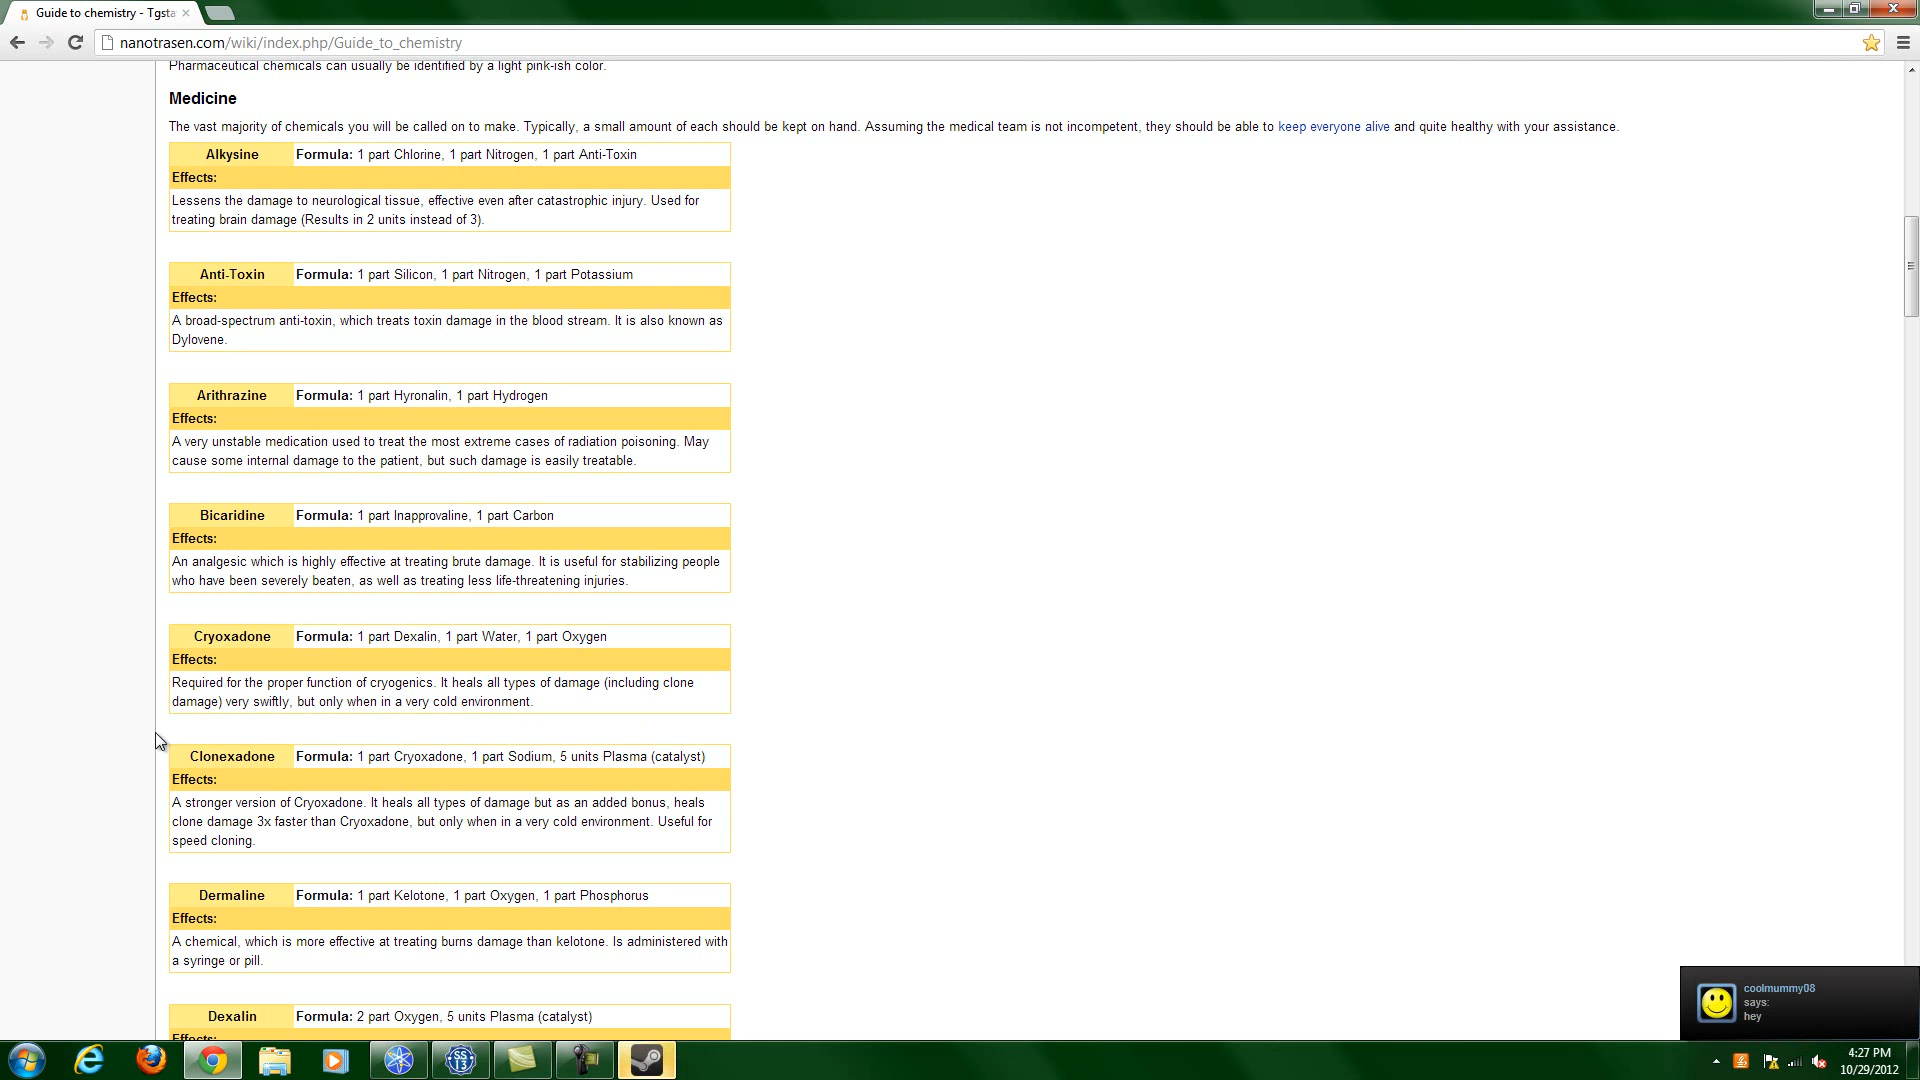 Guide to chemistry - Tgsta
nanotrasen.com/wiki/index.php/Guide_to_chemistry
Pharmaceutical chemicals can usually be identified by a light pink-ish color.
Medicine
The vast majority of chemicals you will be called on to make. Typically, a small amount of each should be kept on hand. Assuming the medical team is not incompetent, they should be able to keep everyone alive and quite healthy with your assistance.
Alkysine Formula: 1 part Chlorine, 1 part Nitrogen, 1 part Anti-Toxin
Effects:
Lessens the damage to neurological tissue, effective even after catastrophic injury. Used for
treating brain damage (Results in 2 units instead of 3).
Anti-Toxin Formula: 1 part Silicon, 1 part Nitrogen, 1 part Potassium
Effects:
A broad-spectrum anti-toxin, which treats toxin damage in the blood stream. It is also known as
Dylovene.
Arithrazine Formula: 1 part Hyronalin, 1 part Hydrogen
Effects:
A very unstable medication used to treat the most extreme cases of radiation poisoning. May
cause some internal damage to the patient, but such damage is easily treatable.
Bicaridine Formula: 1 part Inapprovaline, 1 part Carbon
Effects:
An analgesic which is highly effective at treating brute damage. It is useful for stabilizing people
who have been severely beaten, as well as treating less life-threatening injuries.
Cryoxadone Formula: 1 part Dexalin, 1 part Water, 1 part Oxygen
Effects:
Required for the proper function of cryogenics. It heals all types of damage (including clone
damage) very swiftly, but only when in a very cold environment.
Clonexadone Formula: 1 part Cryoxadone, 1 part Sodium, 5 units Plasma (catalyst)
Effects:
A stronger version of Cryoxadone. It heals all types of damage but as an added bonus, heals
clone damage 3x faster than Cryoxadone, but only when in a very cold environment. Useful for
speed cloning.
Dermaline Formula: 1 part Kelotone, 1 part Oxygen, 1 part Phosphorus
Effects:
A chemical, which is more effective at treating burns damage than kelotone. Is administered with
a syringe or pill.
Dexalin Formula: 2 part Oxygen, 5 units Plasma (catalyst)
Effects:
coolmummy08
says:
hey
SS
13
4:27 PM
10/29/2012